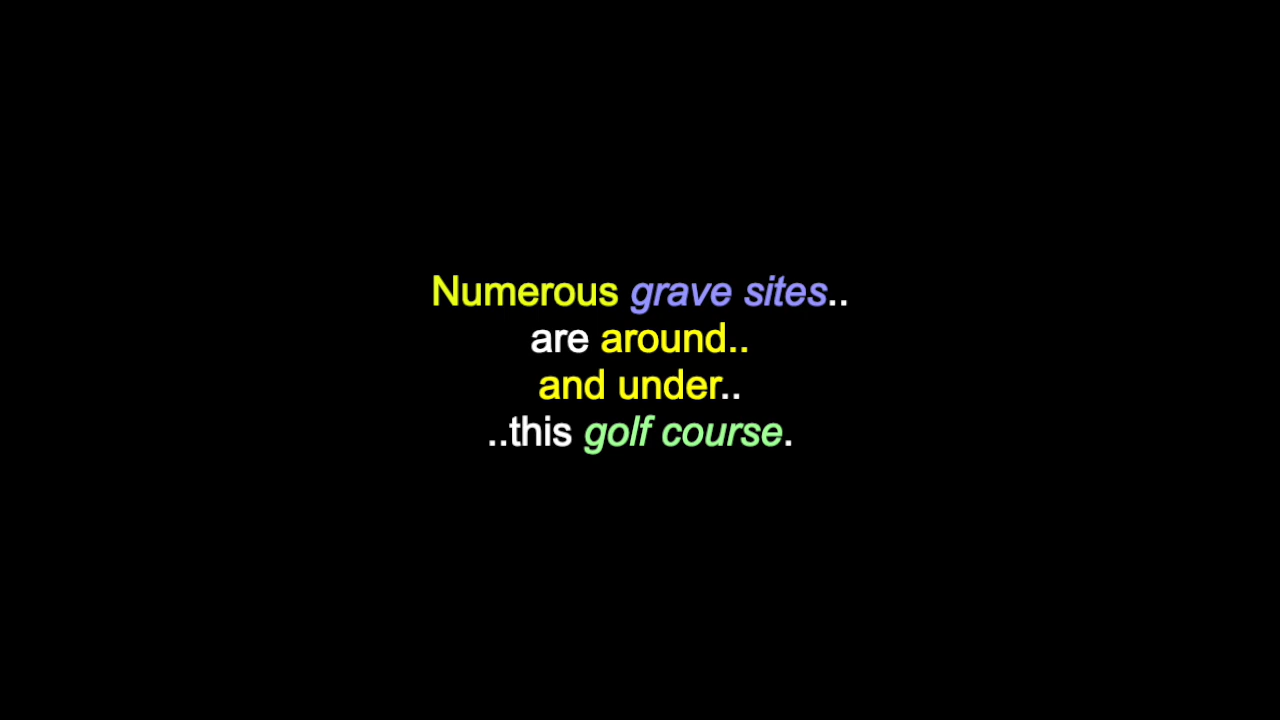 Numerous grave sites..
are around..
and under..
..this golf course.